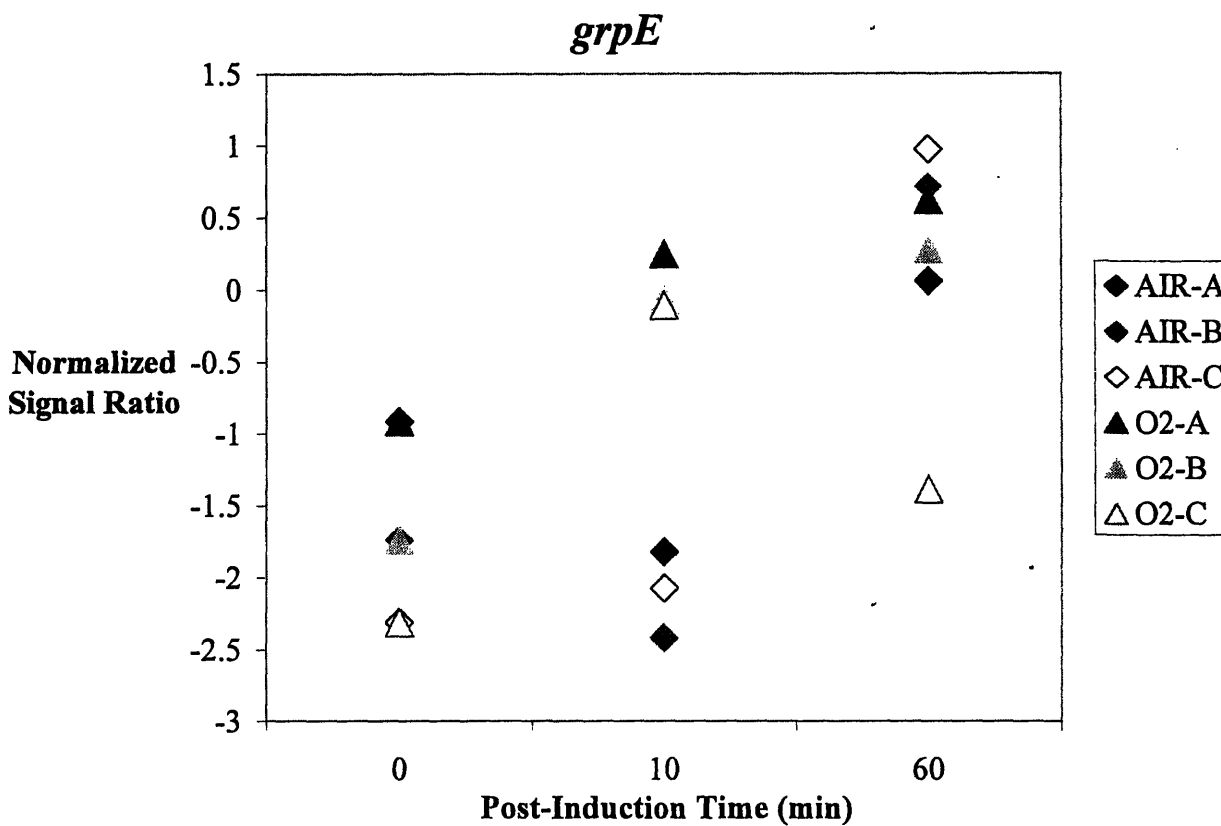 grpE
1.5
1
0.5
0
-0.5
-1
-1.5
-2
-2.5
-3
Normalized
Signal Ratio
0 10 60
Post-Induction Time (min)
AIR-A
AIR-B
AIR-C
O2-A
O2-B
O2-C